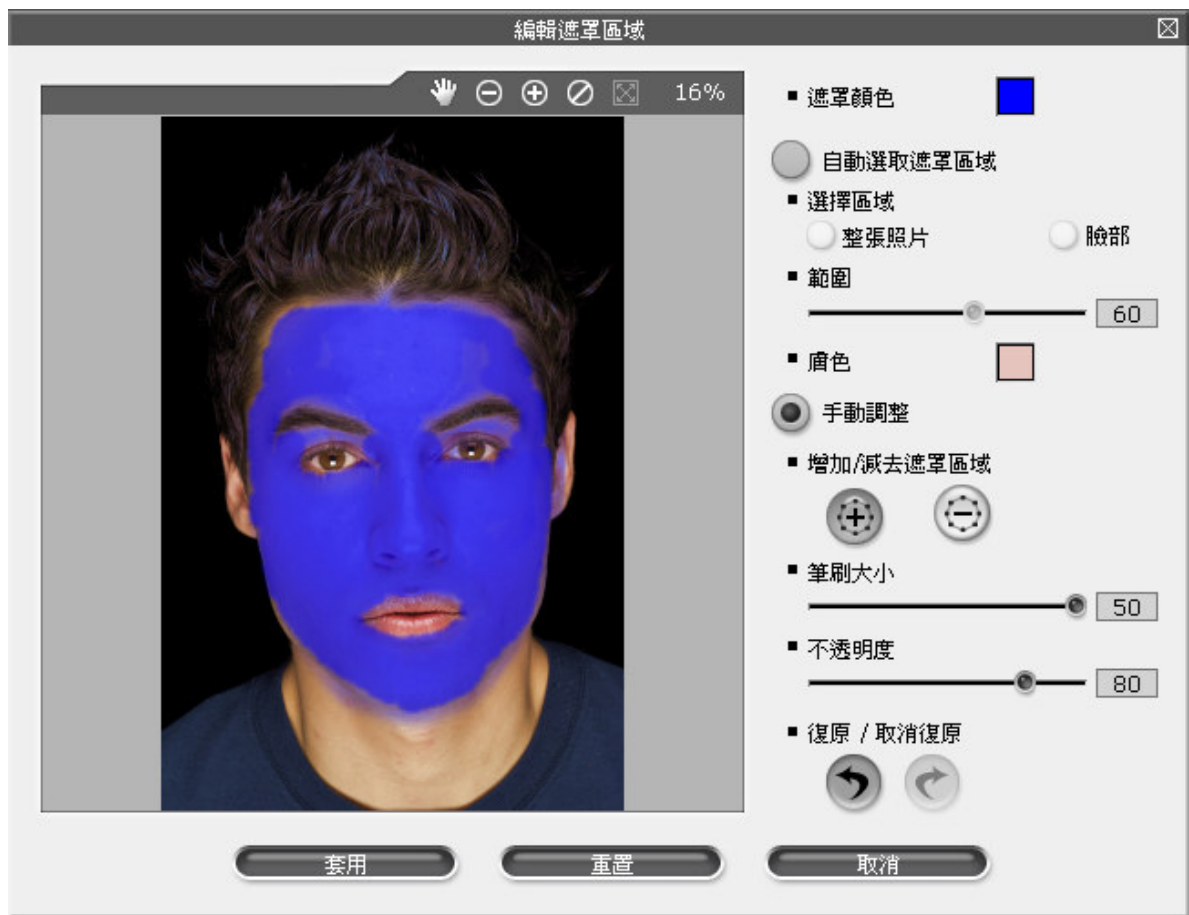 編輯遮罩區域
16%
遮罩顏色
自動選取遮罩區域
選擇區域
整張照片 臉部
範圍
60
膚色
手動調整
增加/減去遮罩區域
筆刷大小
50
不透明度
80
復原 / 取消復原
套用 重置 取消